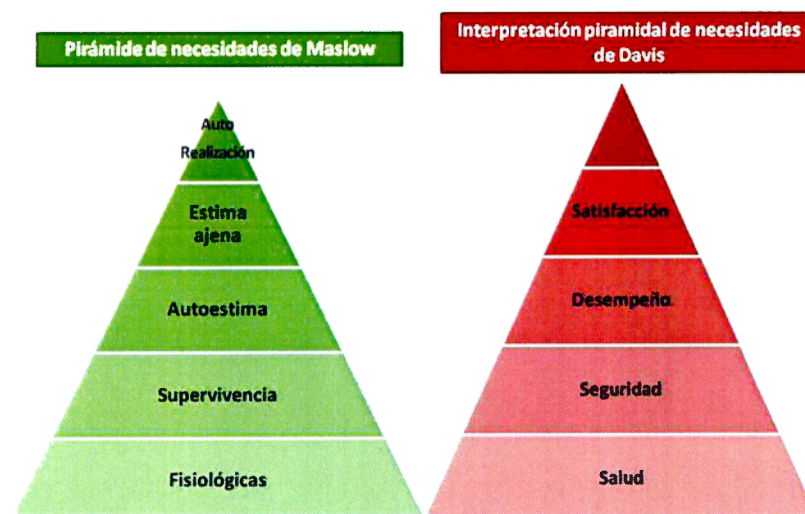 Pirámide de necesidades de Maslow
Auto
Realización
Estima
ajena
Autoestima
Supervivencia
Fisiológicas
Interpretación piramidal de necesidades
de Davis
Satisfacción
Desempeño
Seguridad
Salud